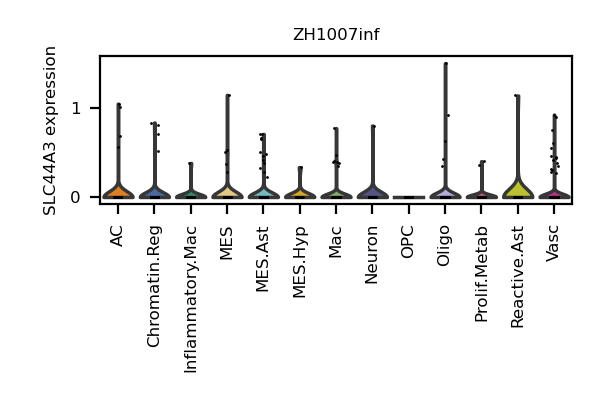 ZH1007inf
SLC44A3 expression
1
0
AC
Chromatin.Reg
Inflammatory.Mac
MES
MES.Ast
MES.Hyp
Mac
Neuron
OPC
Oligo
Prolif.Metab
Reactive.Ast
Vasc